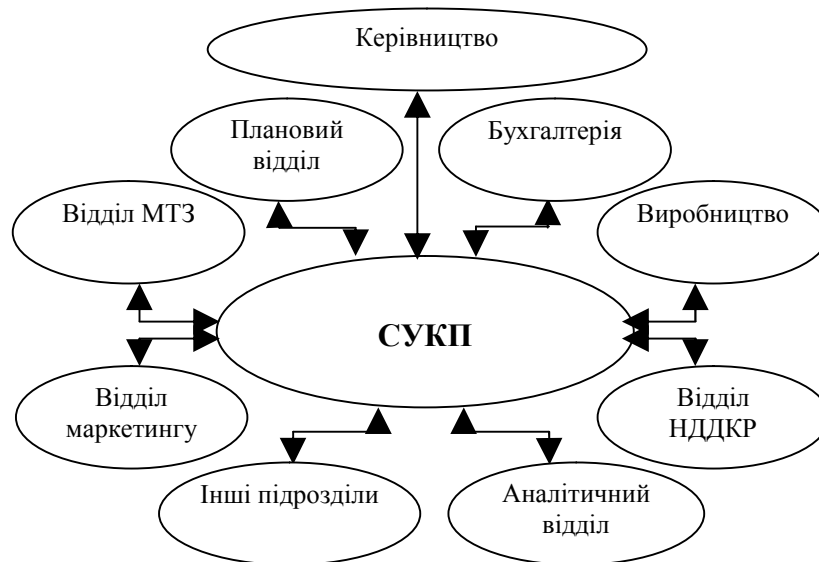 Керівництво
Плановий
відділ
Бухгалтерія
Відділ МТЗ
Виробництво
СУКП
Відділ
маркетингу
Відділ
НДДКР
Інші підрозділи
Аналітичний
відділ